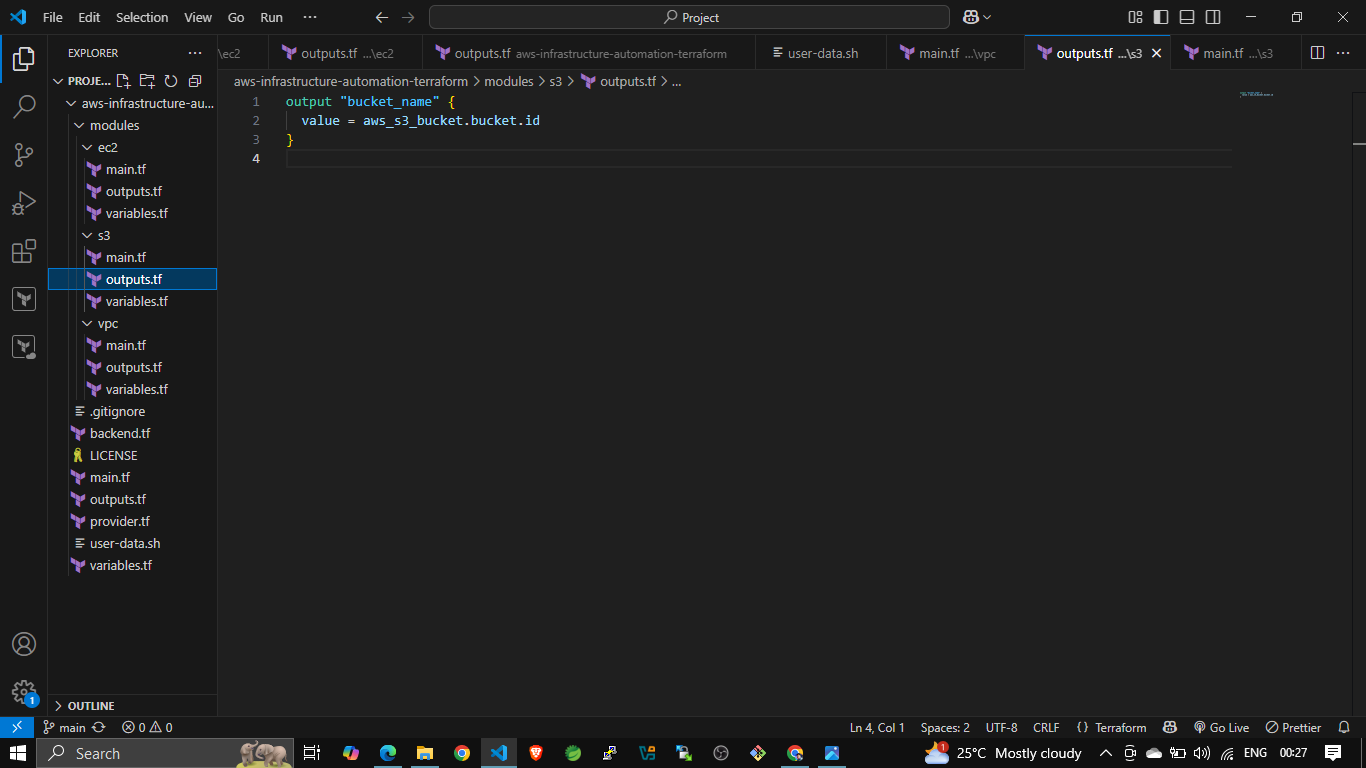 File Edit Selection View Go Run ··· Project
EXPLORER ···
...\ec2
outputs.tf ...\ec2
outputs.tf aws-infrastructure-automation-terraform
user-data.sh
main.tf ...\vpc
outputs.tf ...\s3
main.tf ...\s3
PROJE...
aws-infrastructure-automation-terraform > modules > s3 > outputs.tf > ...
aws-infrastructure-au...
modules
ec2
main.tf
outputs.tf
variables.tf
s3
main.tf
outputs.tf
variables.tf
vpc
main.tf
outputs.tf
variables.tf
.gitignore
backend.tf
LICENSE
main.tf
outputs.tf
provider.tf
user-data.sh
variables.tf
1 output "bucket_name" {
2 value = aws_s3_bucket.bucket.id
3 }
4
1
OUTLINE
main 0 0 Ln 4, Col 1 Spaces: 2 UTF-8 CRLF {} Terraform Go Live Prettier
Search 1 25°C Mostly cloudy ENG 00:27